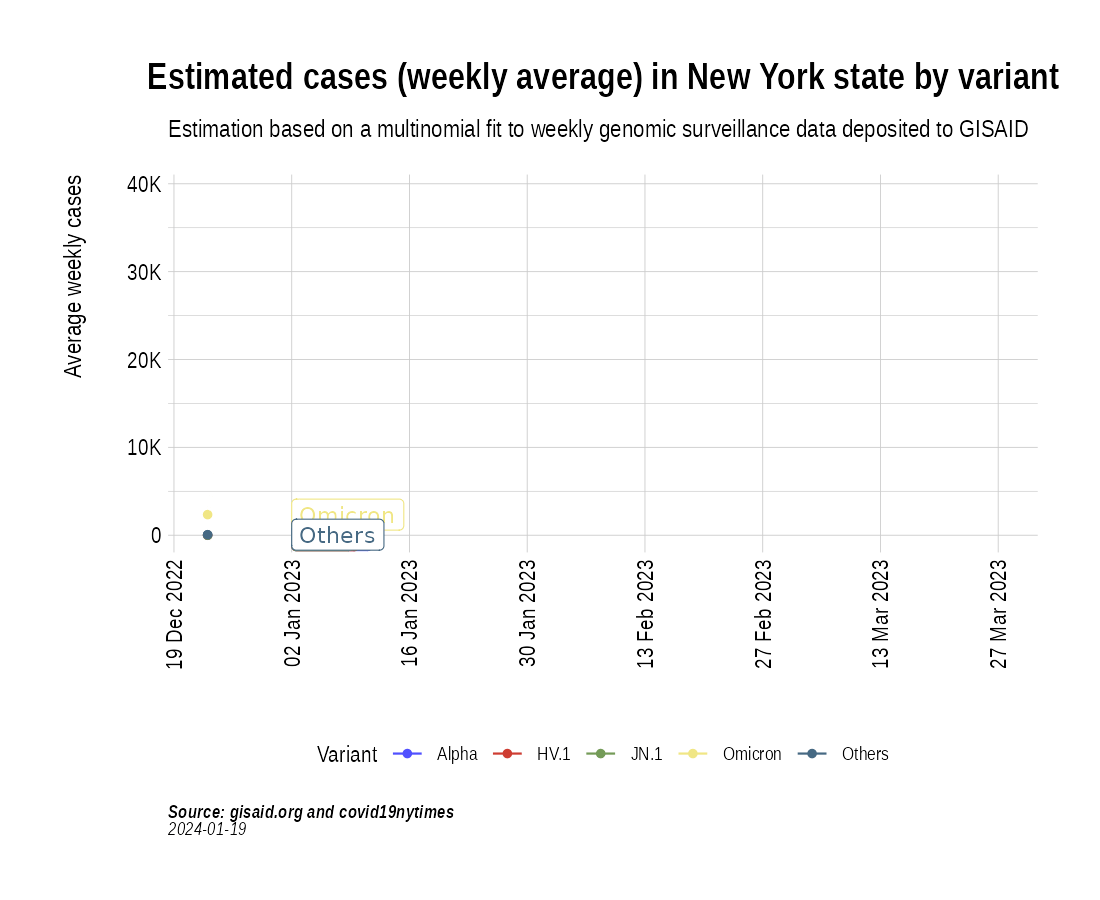 Estimated cases (weekly average) in New York state by variant
Estimation based on a multinomial fit to weekly genomic surveillance data deposited to GISAID
Average weekly cases
40K
30K
20K
10K
0
Omicron
Others
19 Dec 2022
02 Jan 2023
16 Jan 2023
30 Jan 2023
13 Feb 2023
27 Feb 2023
13 Mar 2023
27 Mar 2023
Variant Alpha HV.1 JN.1 Omicron Others
Source: gisaid.org and covid19nytimes
2024-01-19